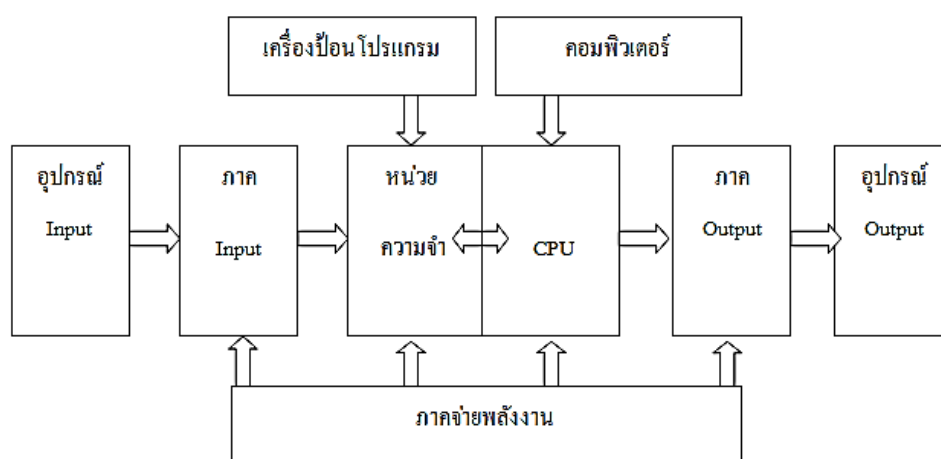 เครื่องป้อนโปรแกรม
คอมพิวเตอร์
อุปกรณ์
Input
ภาค
Input
หน่วย
ความจำ
CPU
ภาค
Output
อุปกรณ์
Output
ภาคจ่ายพลังงาน